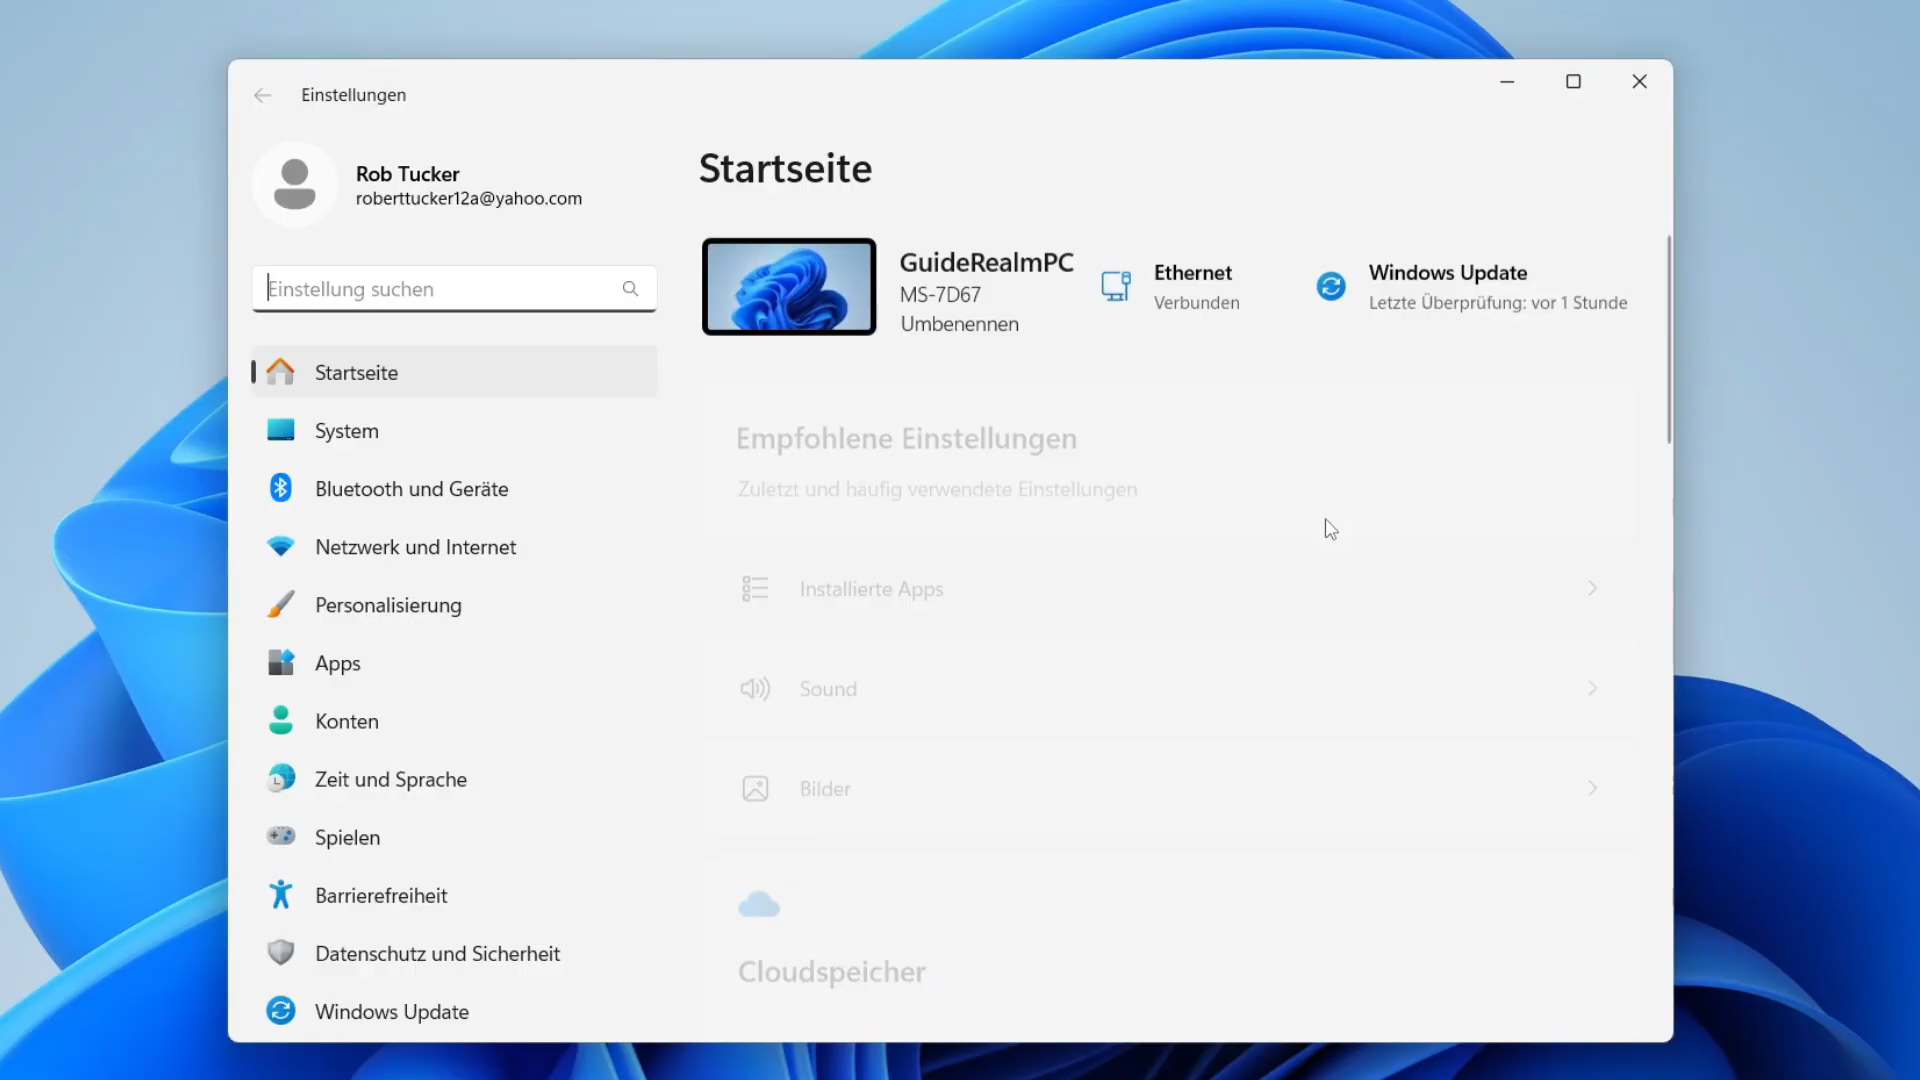 Einstellungen
Rob Tucker
roberttucker12a@yahoo.com
Einstellung suchen
Startseite
System
Bluetooth und Geräte
Netzwerk und Internet
Personalisierung
Apps
Konten
Zeit und Sprache
Spielen
Barrierefreiheit
Datenschutz und Sicherheit
Windows Update
Startseite
GuideRealmPC
MS-7D67
Umbenennen
Ethernet
Verbunden
Windows Update
Letzte Überprüfung: vor 1 Stunde
Empfohlene Einstellungen
Zuletzt und häufig verwendete Einstellungen
Installierte Apps
Sound
Bilder
Cloudspeicher